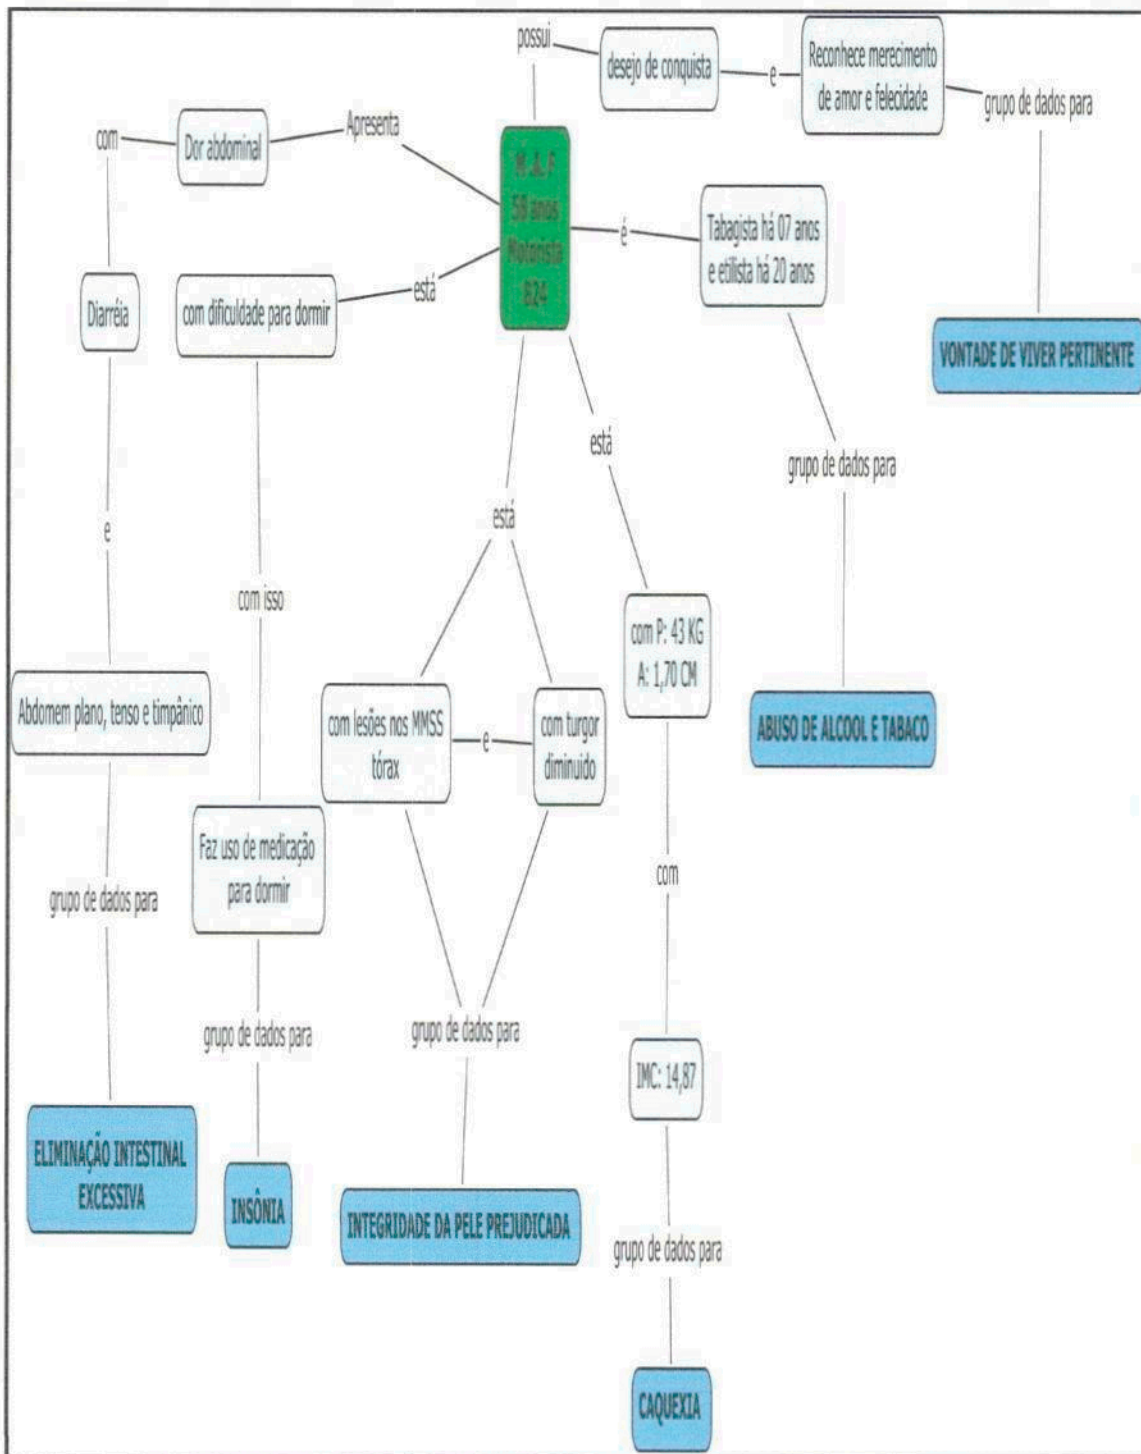 possui
desejo de conquista
e
Reconhece merecimento
de amor e felecidade
grupo de dados para
VONTADE DE VIVER PERTINENTE
com
Dor abdominal
Apresenta
M .A. F
58 anos
Motorista
B24
é
Tabagista há 07 anos
e etilista há 20 anos
grupo de dados para
ABUSO DE ALCOOL E TABACO
Diarréia
com dificuldade para dormir
está
está
está
e
com isso
com P: 43 KG
A: 1,70 CM
Abdomem plano, tenso e timpânico
com lesões nos MMSS
tórax
e
com turgor
diminuido
Faz uso de medicação
para dormir
com
grupo de dados para
grupo de dados para
grupo de dados para
IMC: 14,87
ELIMINAÇÃO INTESTINAL
EXCESSIVA
INSÔNIA
INTEGRIDADE DA PELE PREJUDICADA
grupo de dados para
CAQUEXIA